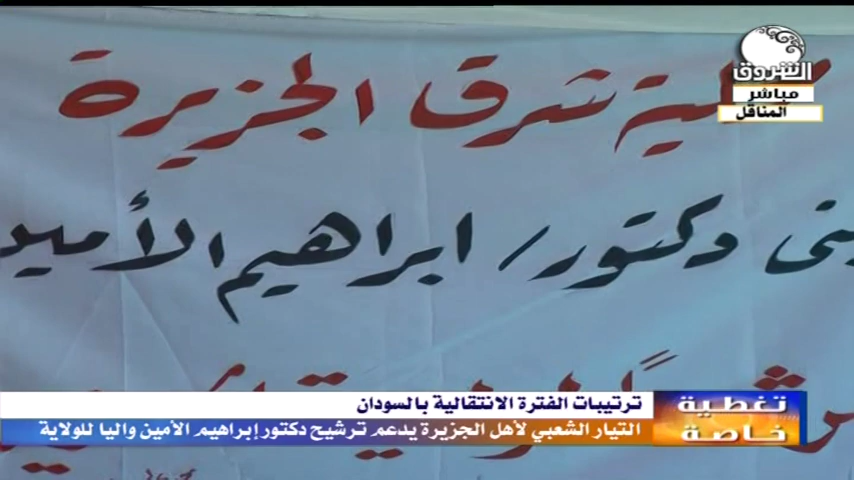 الشروق
مباشر
المناقل
شرق الجزيرة
دكتور/ ابراهيم
ترتيبات الفترة الانتقالية بالسودان
التيار الشعبي لأهل الجزيرة يدعم ترشيح دكتور إبراهيم الأمين واليا للولاية
تغطية
خاصة